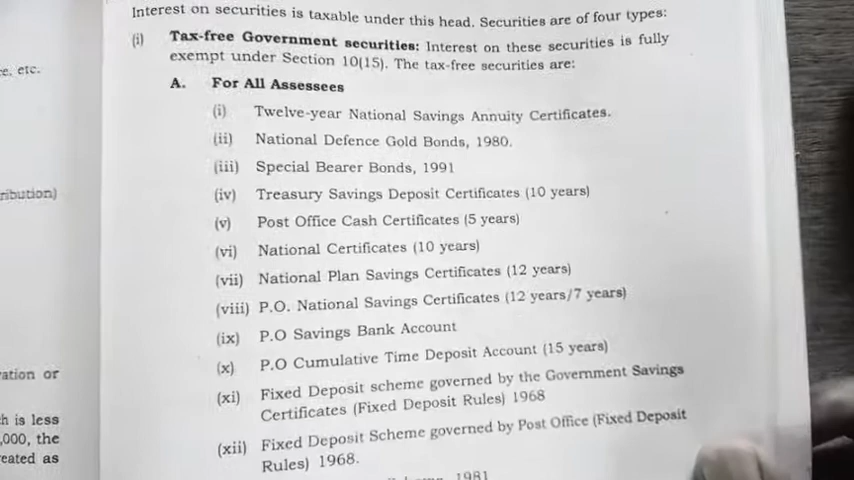 Interest on securities is taxable under this head. Securities are of four types:
(i) Tax-free Government securities: Interest on these securities is fully
exempt under Section 10(15). The tax-free securities are:
e. etc.
A. For All Assessees
(i) Twelve-year National Savings Annuity Certificates.
(ii) National Defence Gold Bonds, 1980.
(iii) Special Bearer Bonds, 1991
ribution)
(iv) Treasury Savings Deposit Certificates (10 years)
(v) Post Office Cash Certificates (5 years)
(vi) National Certificates (10 years)
(vii) National Plan Savings Certificates (12 years)
(viii) P.O. National Savings Certificates (12 years/7 years)
(ix) P.O Savings Bank Account
(x) P.O Cumulative Time Deposit Account (15 years)
ation or
(xi) Fixed Deposit scheme governed by the Government Savings
Certificates (Fixed Deposit Rules) 1968
h is less
,000, the
(xii) Fixed Deposit Scheme governed by Post Office (Fixed Deposit
eated as
Rules) 1968.
1981